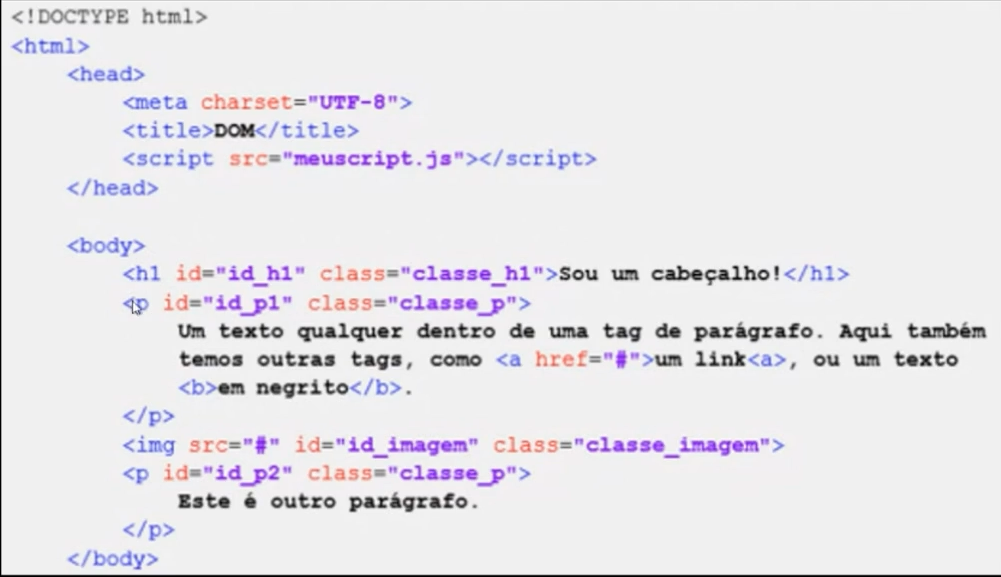 <!DOCTYPE html>
<html>
<head>
<meta charset="UTF-8">
<title>DOM</title>
<script src="meuscript.js"></script>
</head>
<body>
<h1 id="id_h1" class="classe_h1">Sou um cabeçalho!</h1>
<p id="id_p1" class="classe_p">
Um texto qualquer dentro de uma tag de parágrafo. Aqui também
temos outras tags, como <a href="#">um link<a>, ou um texto
<b>em negrito</b>.
</p>
<img src="#" id="id_imagem" class="classe_imagem">
<p id="id_p2" class="classe_p">
Este é outro parágrafo.
</p>
</body>